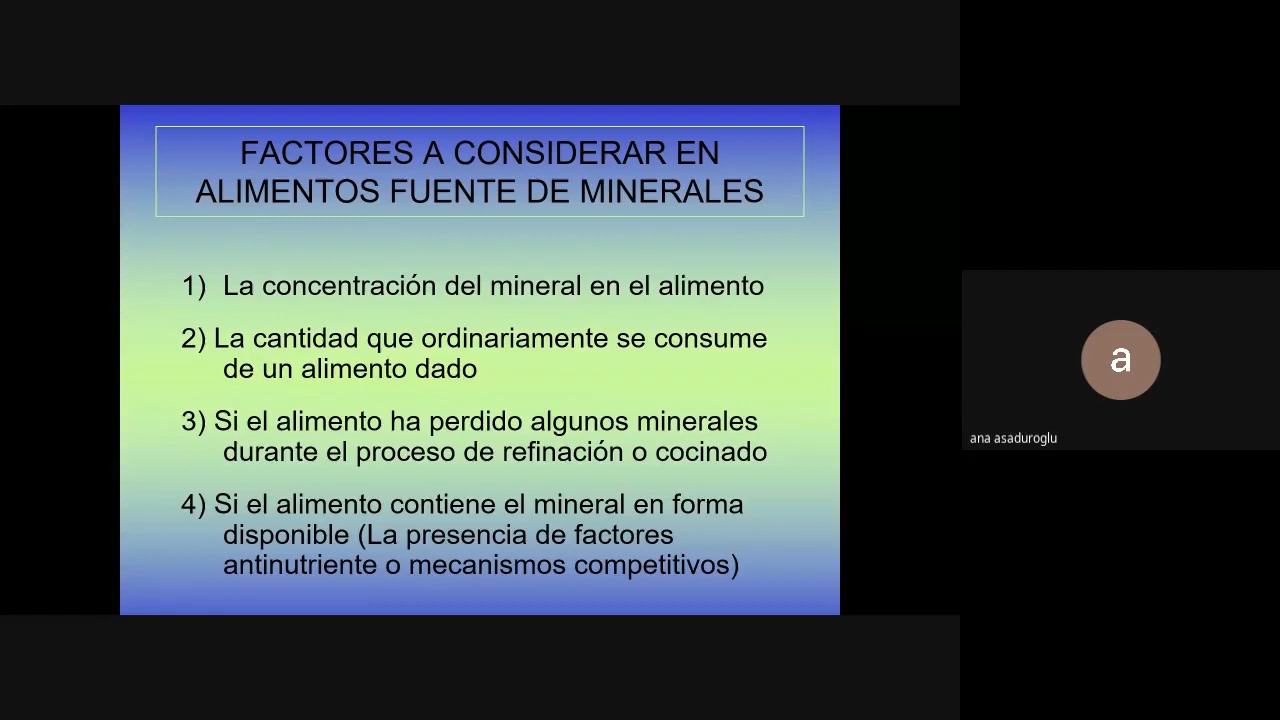 FACTORES A CONSIDERAR EN
ALIMENTOS FUENTE DE MINERALES
1) La concentración del mineral en el alimento
2) La cantidad que ordinariamente se consume
de un alimento dado
3) Si el alimento ha perdido algunos minerales
durante el proceso de refinación o cocinado
4) Si el alimento contiene el mineral en forma
disponible (La presencia de factores
antinutriente o mecanismos competitivos)
a
ana asaduroglu